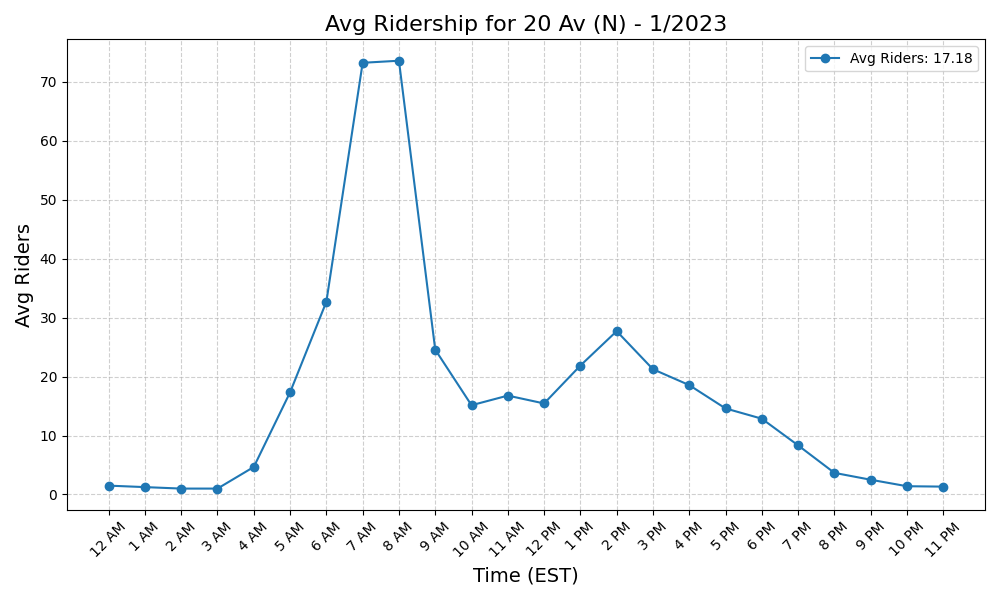 Avg Ridership for 20 Av (N) - 1/2023
Avg Riders: 17.18
Avg Riders
70
60
50
40
30
20
10
0
12 AM
1 AM
2 AM
3 AM
4 AM
5 AM
6 AM
7 AM
8 AM
9 AM
10 AM
11 AM
12 PM
1 PM
2 PM
3 PM
4 PM
5 PM
6 PM
7 PM
8 PM
9 PM
10 PM
11 PM
Time (EST)